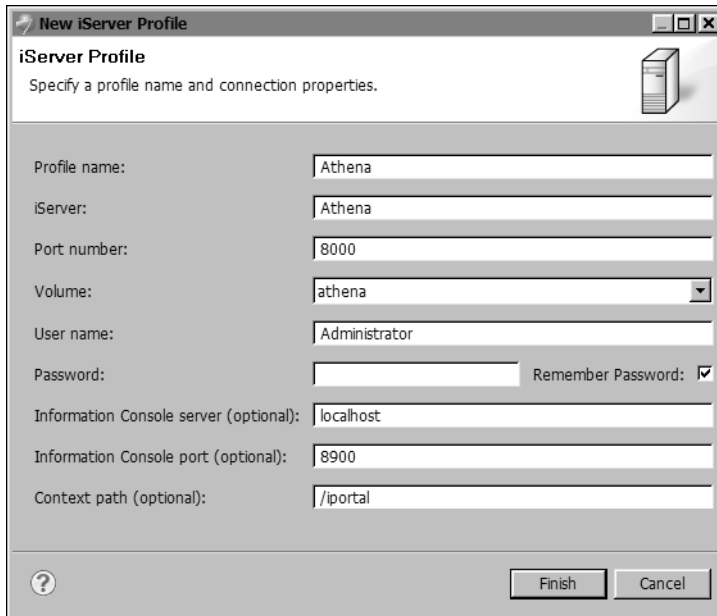 New iServer Profile
iServer Profile
Specify a profile name and connection properties.
Profile name: Athena
iServer: Athena
Port number: 8000
Volume: athena
User name: Administrator
Password: Remember Password:
Information Console server (optional): localhost
Information Console port (optional): 8900
Context path (optional): /iportal
? Finish Cancel